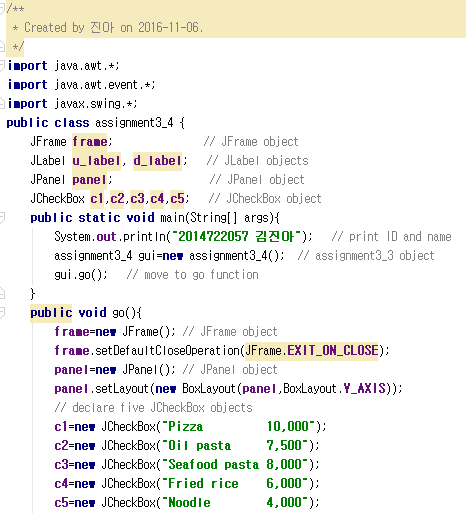 /**
 * Created by 진아 on 2016-11-06.
 */
import java.awt.*;
import java.awt.event.*;
import javax.swing.*;
public class assignment3_4 {
    JFrame frame;               // JFrame object
    JLabel u_label, d_label;   // JLabel objects
    JPanel panel;                // JPanel object
    JCheckBox c1,c2,c3,c4,c5;   // JCheckBox object
    public static void main(String[] args){
        System.out.println("2014722057 김진아");   // print ID and name
        assignment3_4 gui=new assignment3_4();  // assignment3_3 object
        gui.go();   // move to go function
    }
    public void go(){
        frame=new JFrame(); // JFrame object
        frame.setDefaultCloseOperation(JFrame.EXIT_ON_CLOSE);
        panel=new JPanel(); // JPanel object
        panel.setLayout(new BoxLayout(panel,BoxLayout.Y_AXIS));
        // declare five JCheckBox objects
        c1=new JCheckBox("Pizza         10,000");
        c2=new JCheckBox("Oil pasta     7,500");
        c3=new JCheckBox("Seafood pasta 8,000");
        c4=new JCheckBox("Fried rice    6,000");
        c5=new JCheckBox("Noodle        4,000");